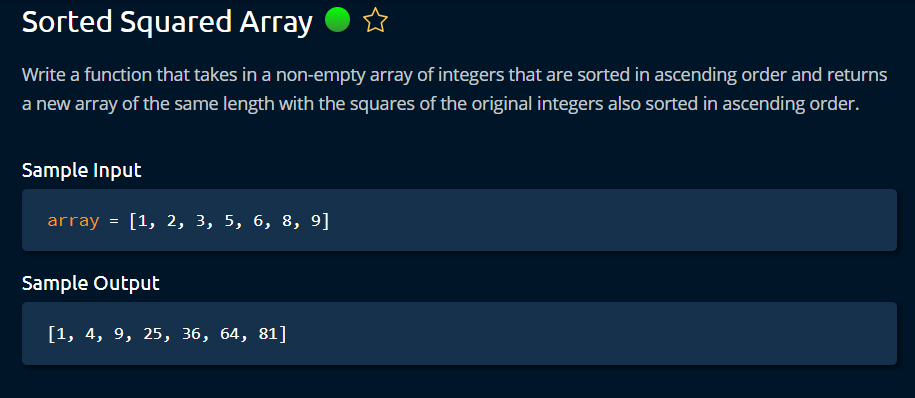 Sorted Squared Array
Write a function that takes in a non-empty array of integers that are sorted in ascending order and returns
a new array of the same length with the squares of the original integers also sorted in ascending order.
Sample Input
array = [1, 2, 3, 5, 6, 8, 9]
Sample Output
[1, 4, 9, 25, 36, 64, 81]